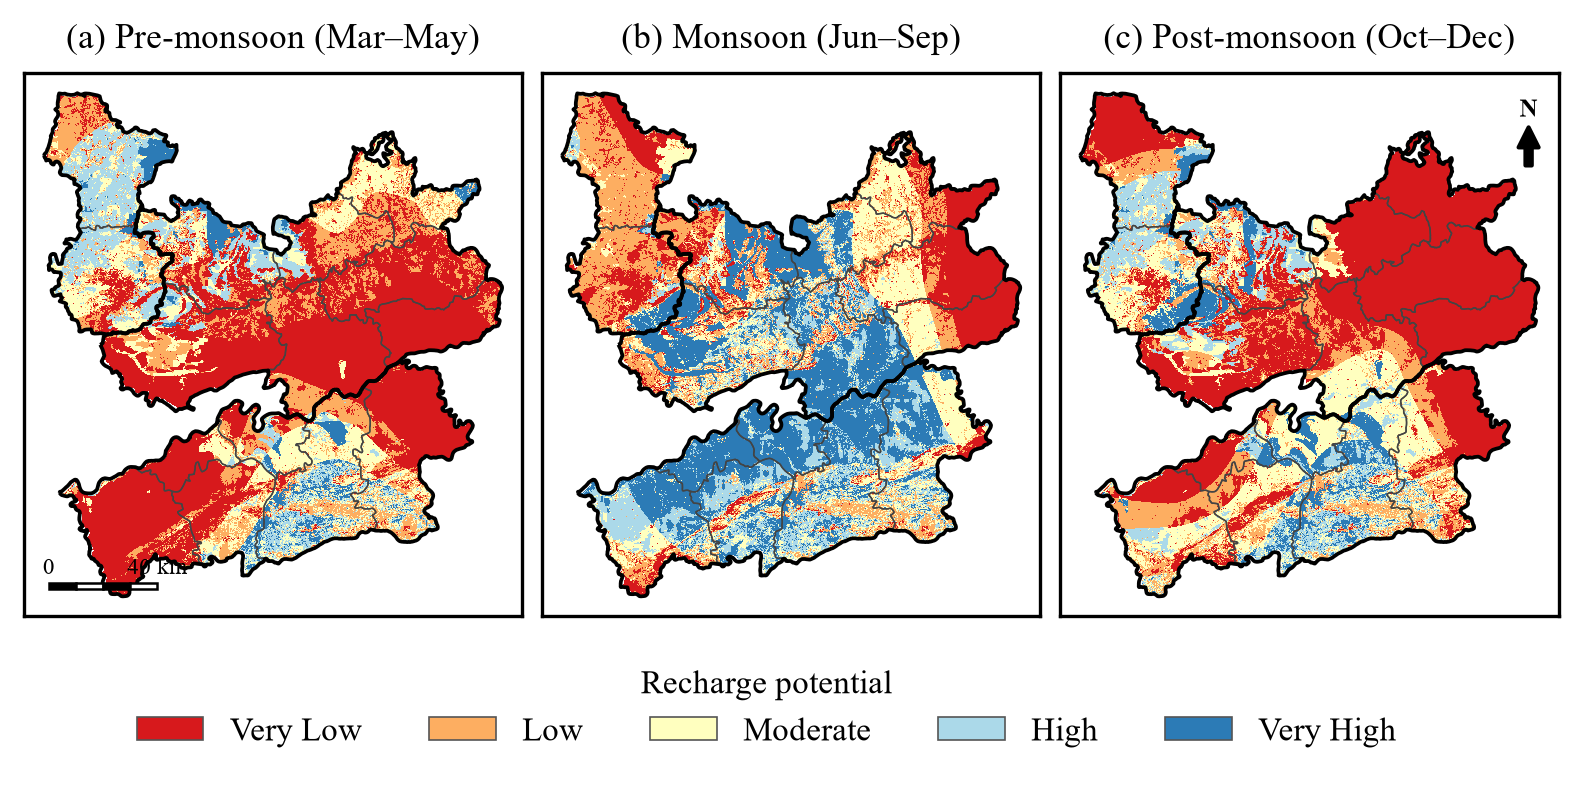 (a) Pre-monsoon (Mar–May)
(b) Monsoon (Jun–Sep)
(c) Post-monsoon (Oct–Dec)
N
0 40 km
Recharge potential
Very Low
Low
Moderate
High
Very High